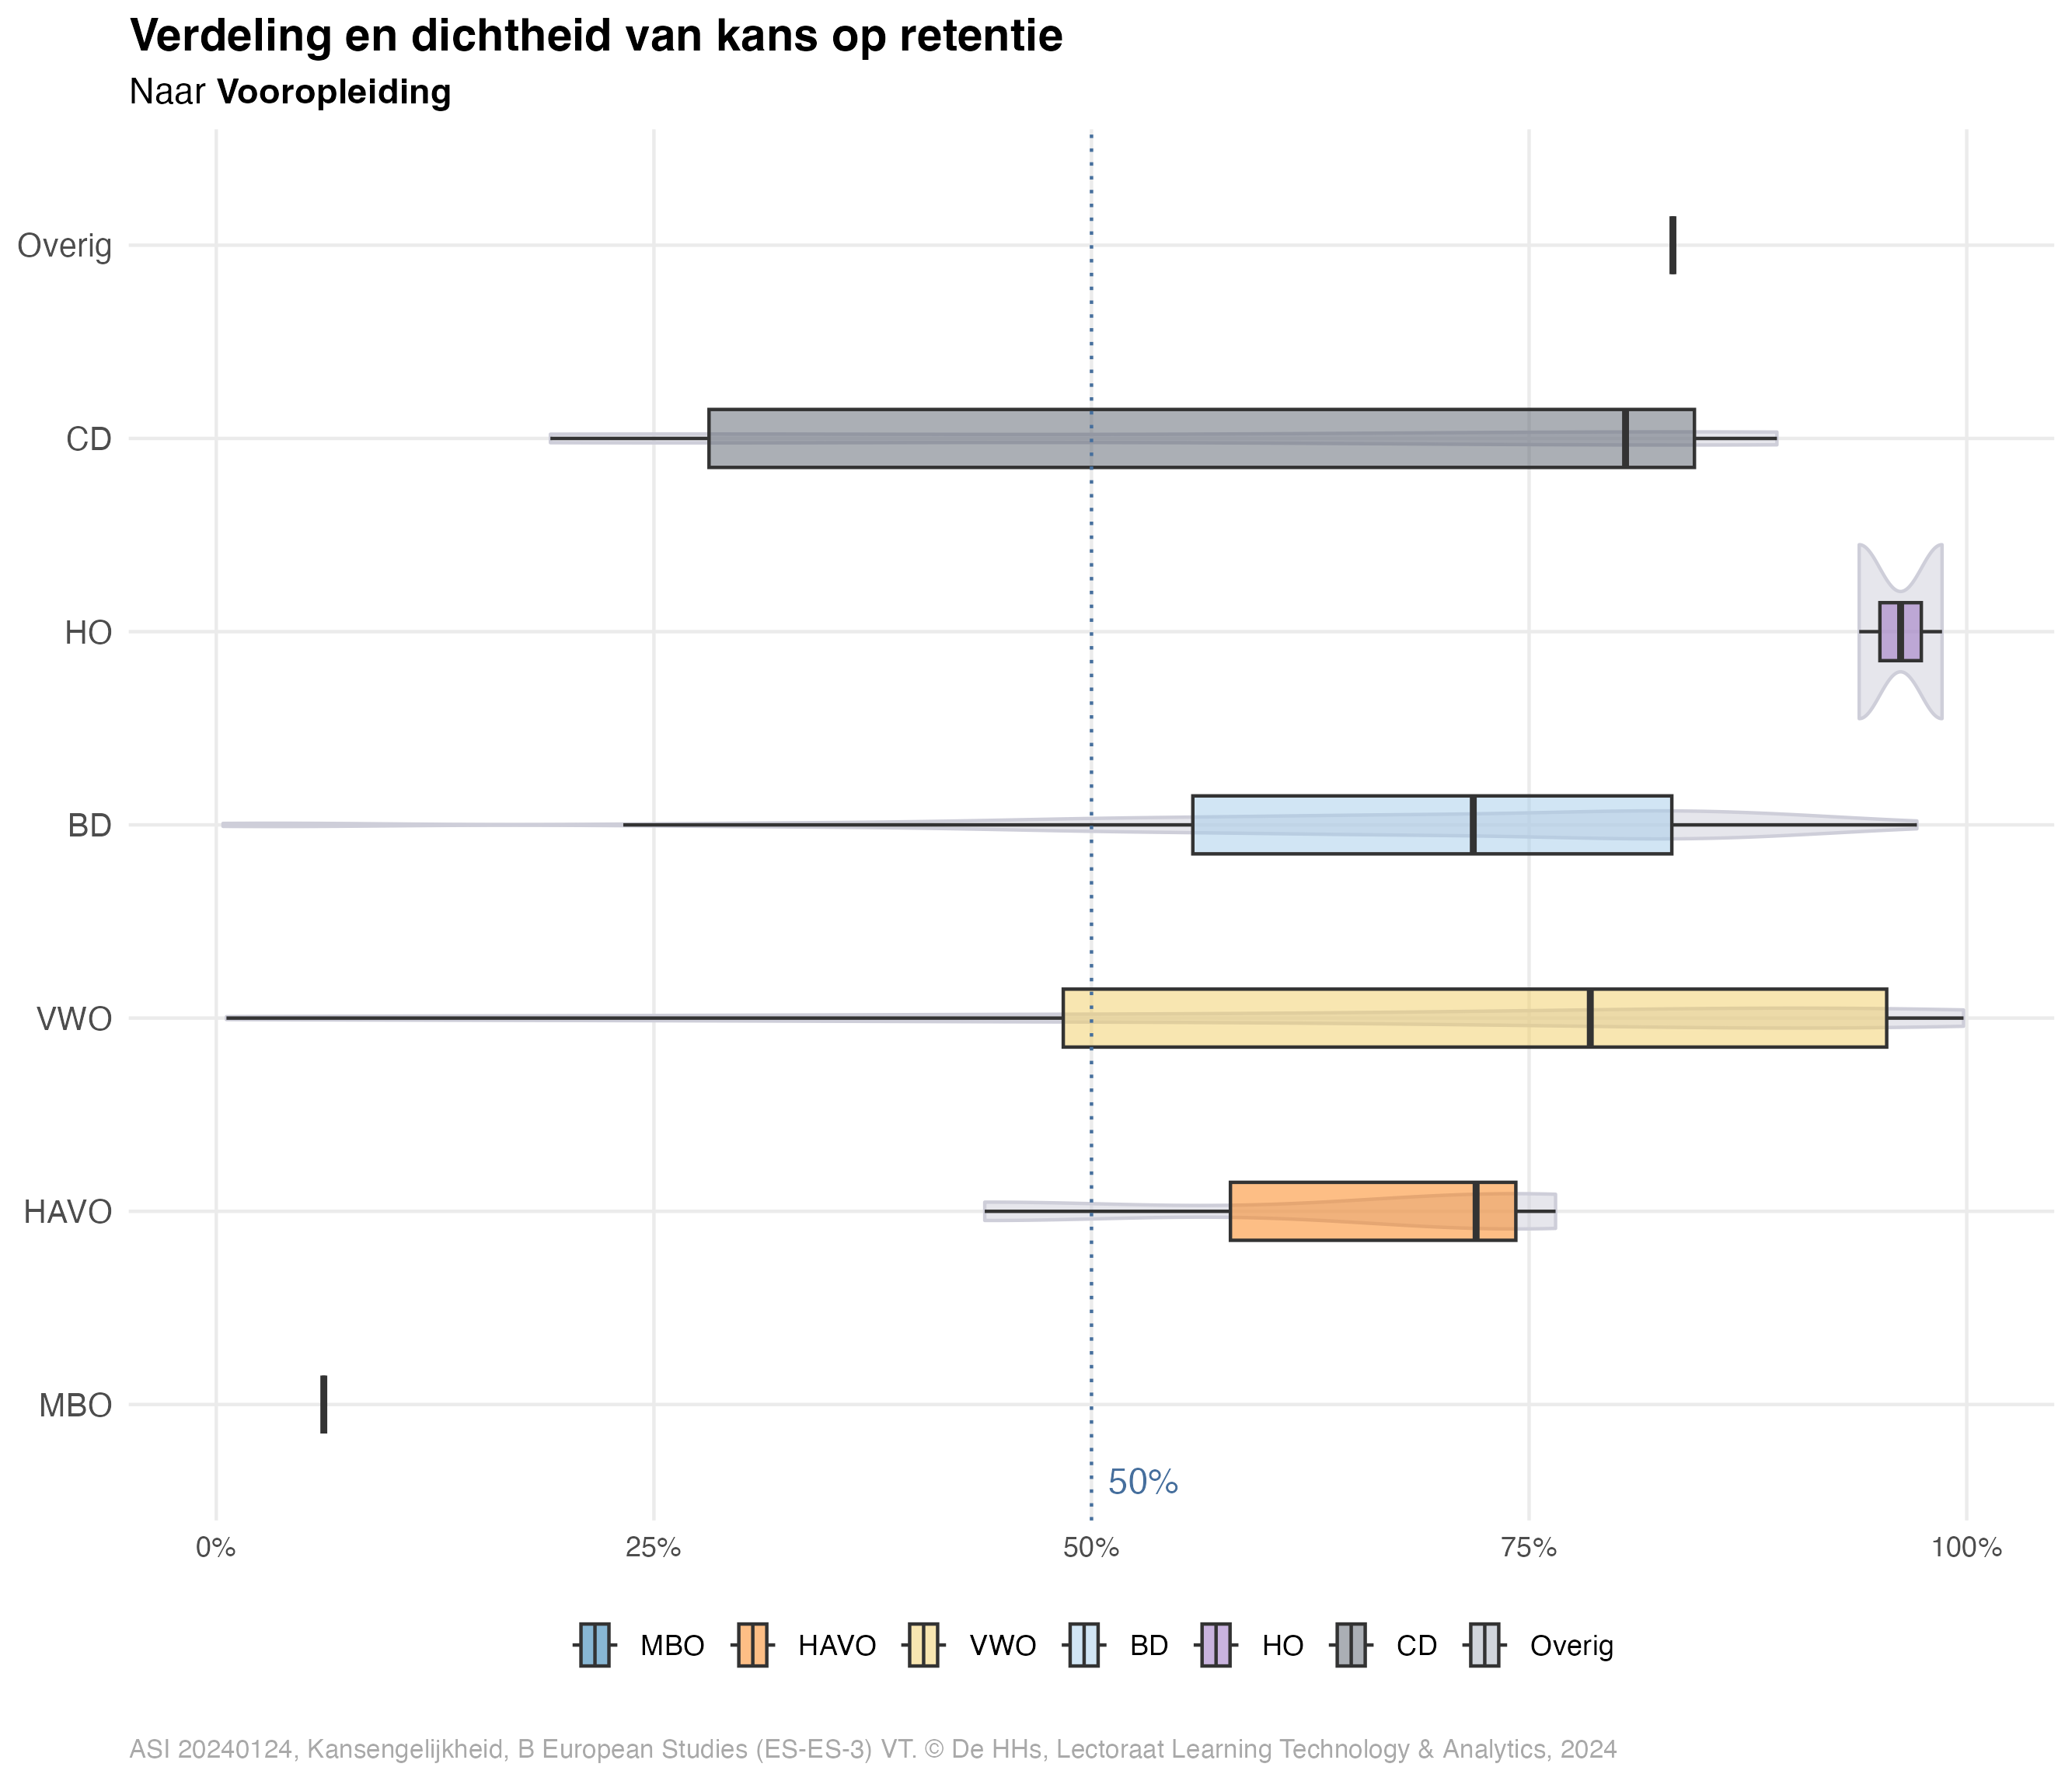 Verdeling en dichtheid van kans op retentie
Naar Vooropleiding
Overig
CD
HO
BD
VWO
HAVO
MBO
50%
0% 25% 50% 75% 100%
MBO HAVO VWO BD HO CD Overig
ASI 20240124, Kansengelijkheid, B European Studies (ES-ES-3) VT. © De HHs, Lectoraat Learning Technology & Analytics, 2024